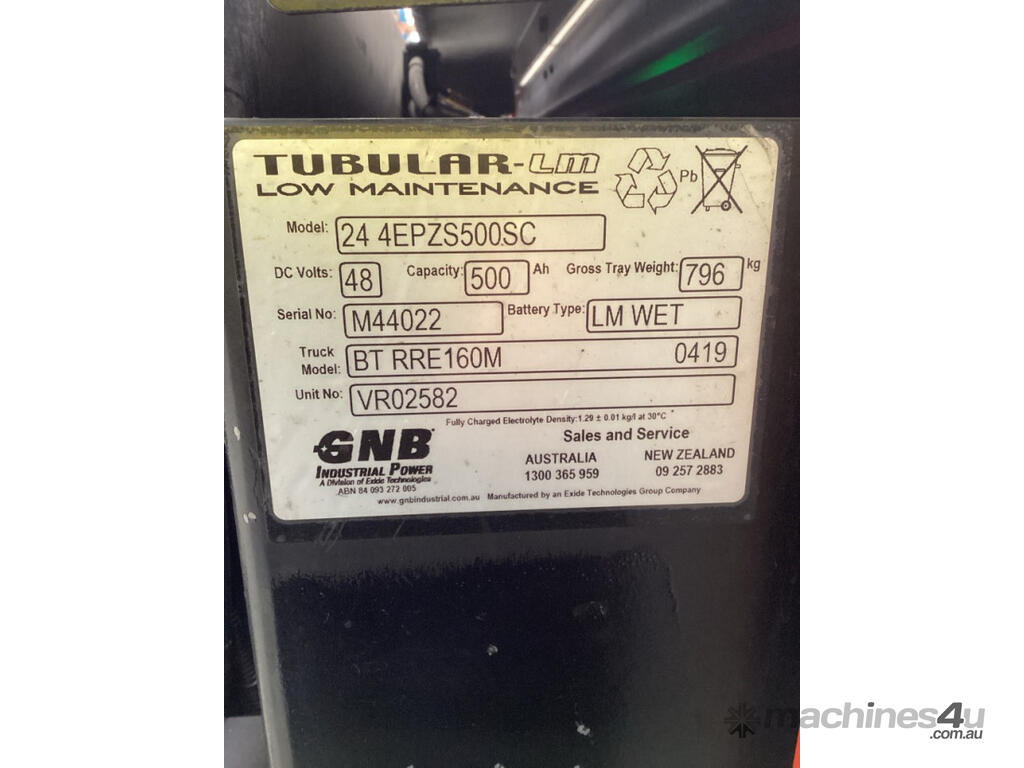 TUBULAR-LM
LOW MAINTENANCE
Pb
Model: 24 4EPZS500SC
DC Volts: 48 Capacity: 500 Ah Gross Tray Weight: 796 kg
Serial No: M44022 Battery Type: LM WET
Truck Model: BT RRE160M 0419
Unit No: VR02582
Fully Charged Electrolyte Density:1.29 ± 0.01 kg/l at 30°C
GNB
INDUSTRIAL POWER
A Division of Exide Technologies
ABN 84 093 272 005
Sales and Service
AUSTRALIA NEW ZEALAND
1300 365 959 09 257 2883
www.gnbindustrial.com.au Manufactured by an Exide Technologies Group Company
machines4u
.com.au